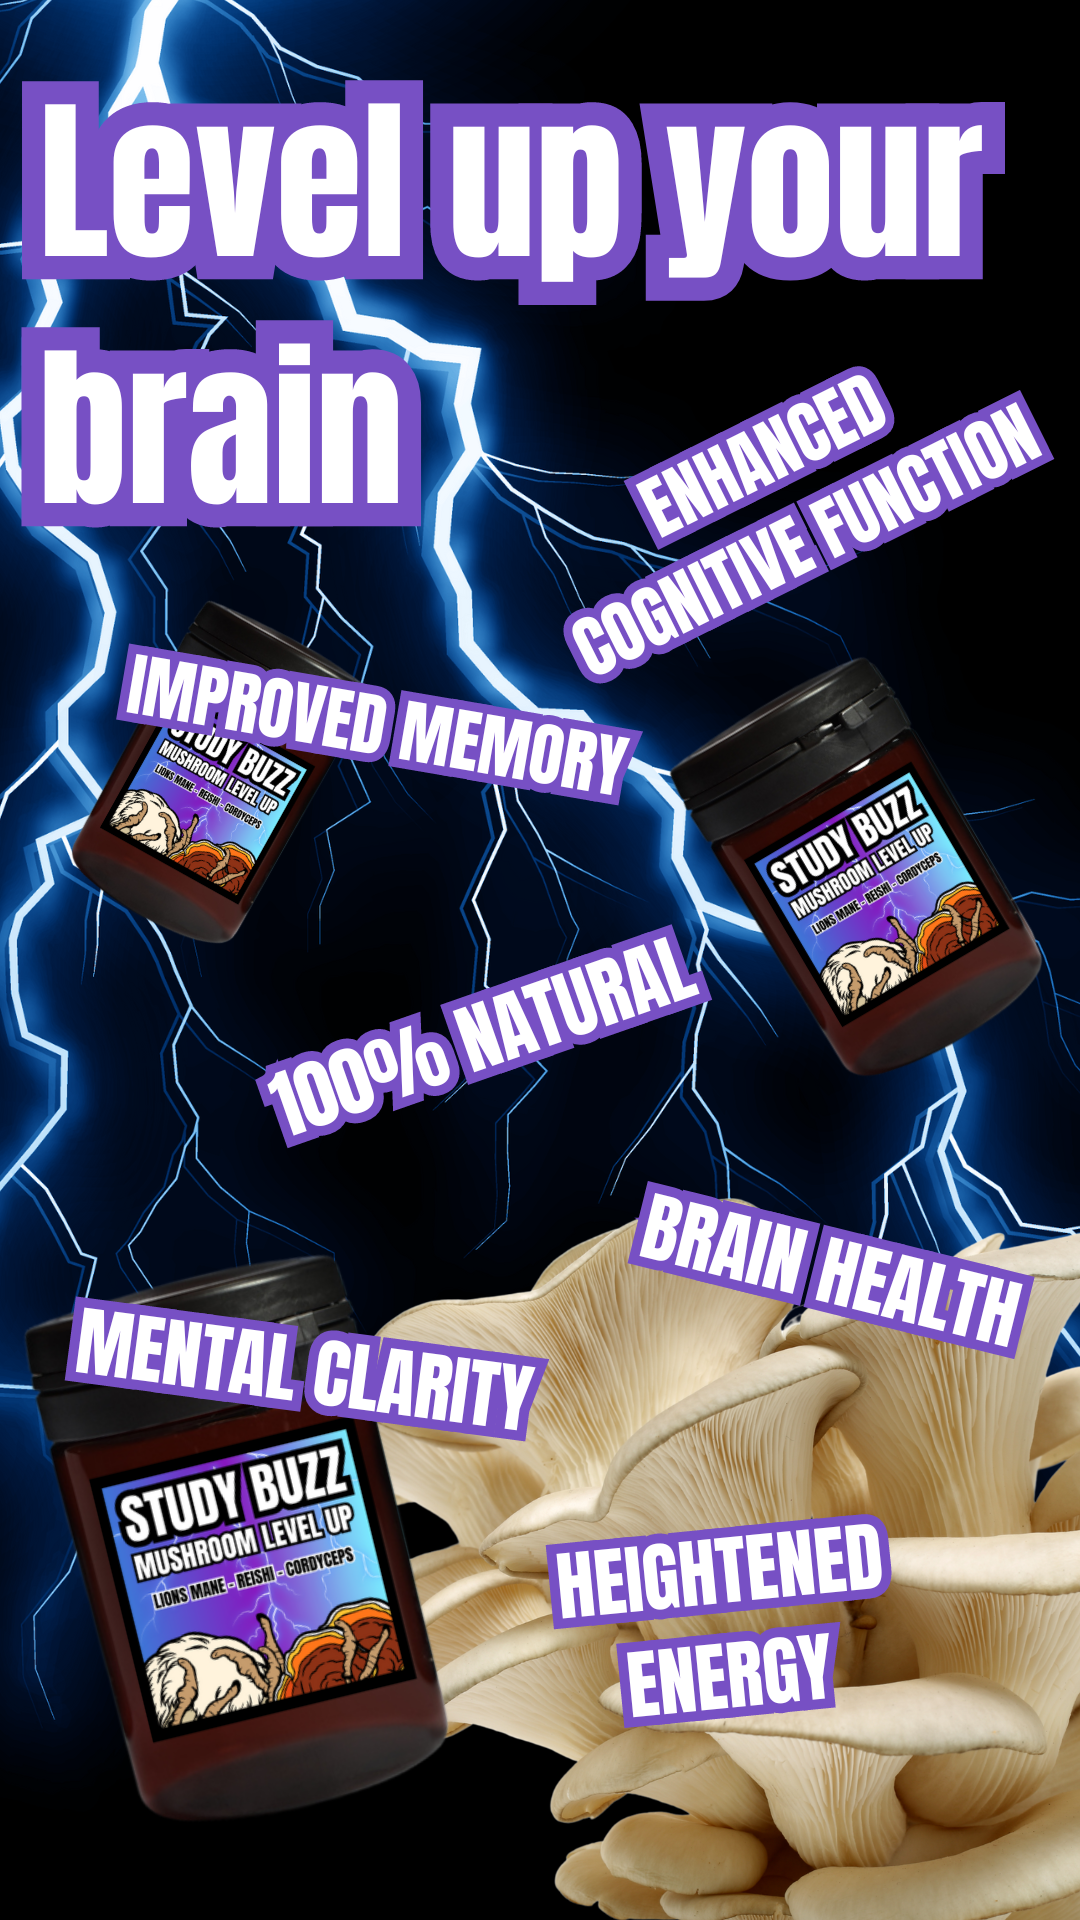 Level up your
brain
ENHANCED
COGNITIVE FUNCTION
IMPROVED MEMORY
STUDY BUZZ
MUSHROOM LEVEL UP
LIONS MANE - REISHI - CORDYCEPS
STUDY BUZZ
MUSHROOM LEVEL UP
LIONS MANE - REISHI - CORDYCEPS
100% NATURAL
BRAIN HEALTH
MENTAL CLARITY
STUDY BUZZ
MUSHROOM LEVEL UP
LIONS MANE - REISHI - CORDYCEPS
HEIGHTENED
ENERGY